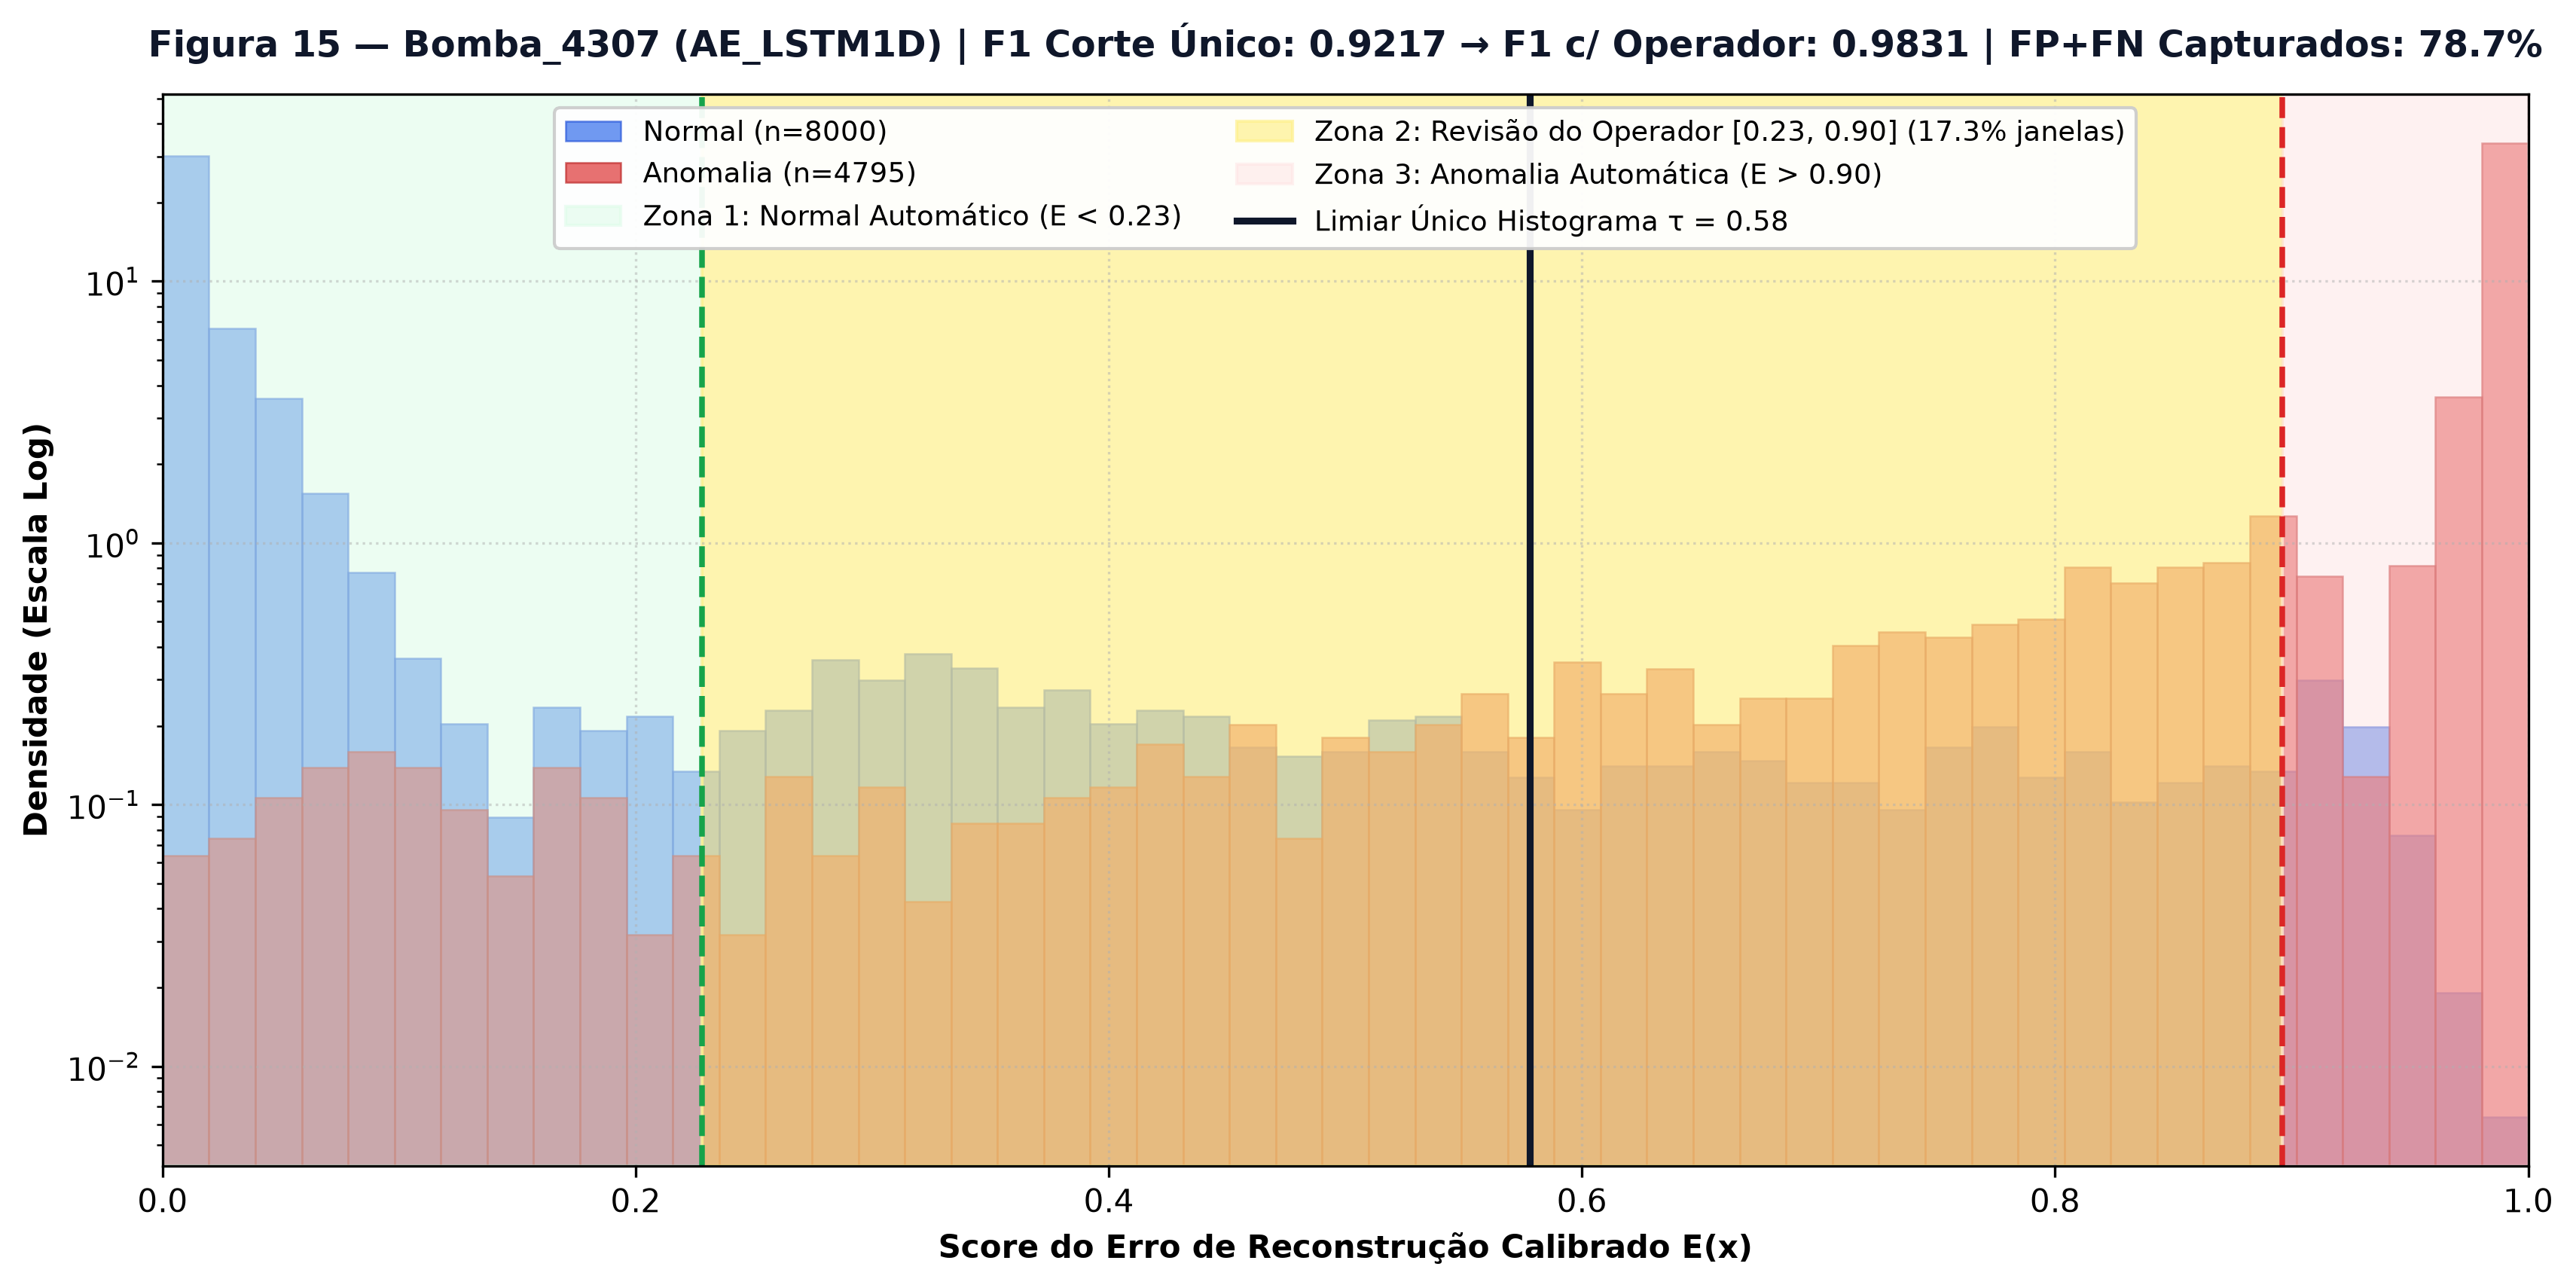 Figura 15 — Bomba_4307 (AE_LSTM1D) | F1 Corte Único: 0.9217 → F1 c/ Operador: 0.9831 | FP+FN Capturados: 78.7%
Normal (n=8000)
Anomalia (n=4795)
Zona 1: Normal Automático (E < 0.23)
Zona 2: Revisão do Operador [0.23, 0.90] (17.3% janelas)
Zona 3: Anomalia Automática (E > 0.90)
Limiar Único Histograma τ = 0.58
Densidade (Escala Log)
10¹
10⁰
10⁻¹
10⁻²
0.0 0.2 0.4 0.6 0.8 1.0
Score do Erro de Reconstrução Calibrado E(x)